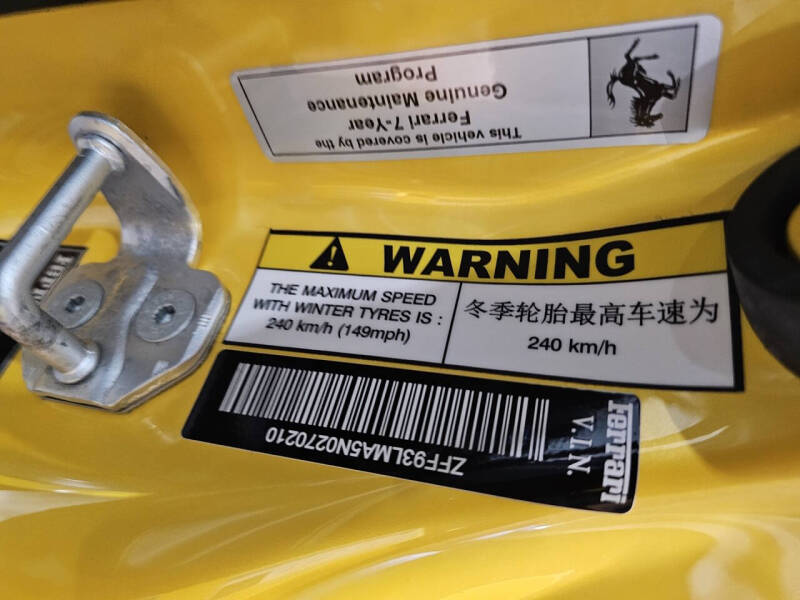 This vehicle is covered by the
Ferrari 7-Year
Genuine Maintenance
Program
WARNING
THE MAXIMUM SPEED
WITH WINTER TYRES IS :
240 km/h (149mph)
冬季轮胎最高车速为
240 km/h
Ferrari
V.I.N.
ZFF93LMA5N0270210